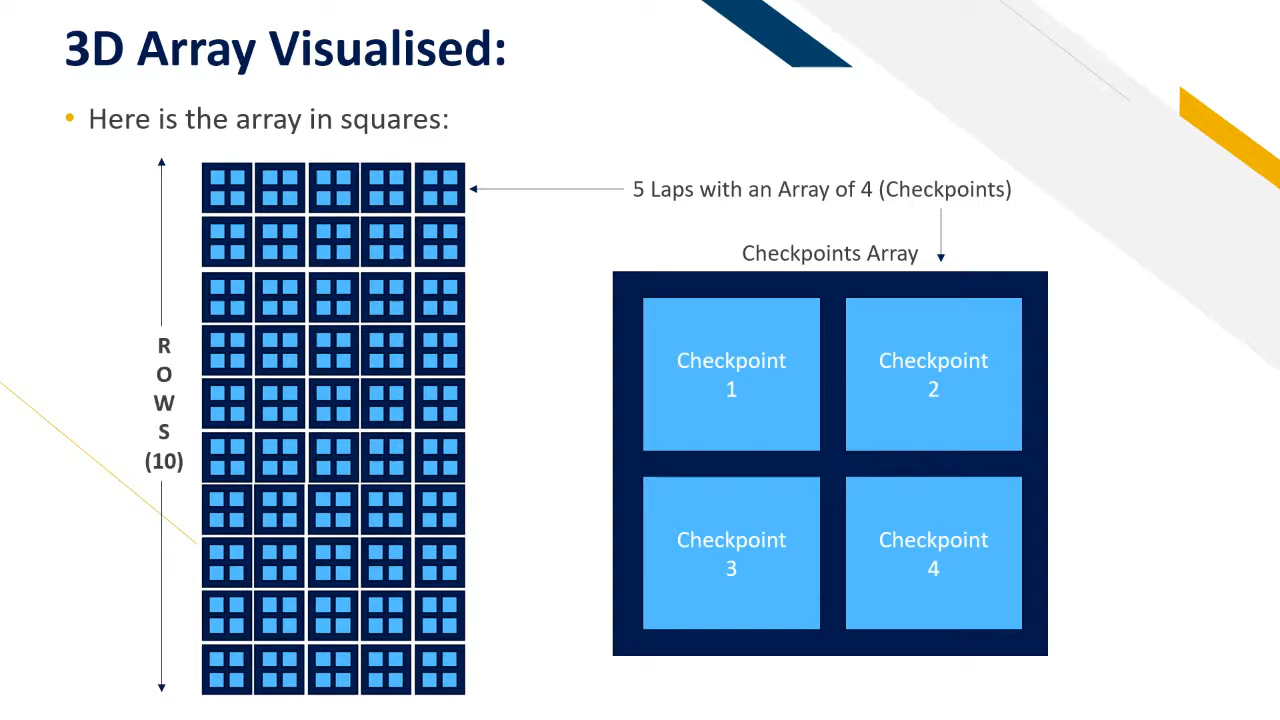 3D Array Visualised:
• Here is the array in squares:
5 Laps with an Array of 4 (Checkpoints)
Checkpoints Array
R
O
W
S
(10)
Checkpoint
1
Checkpoint
2
Checkpoint
3
Checkpoint
4